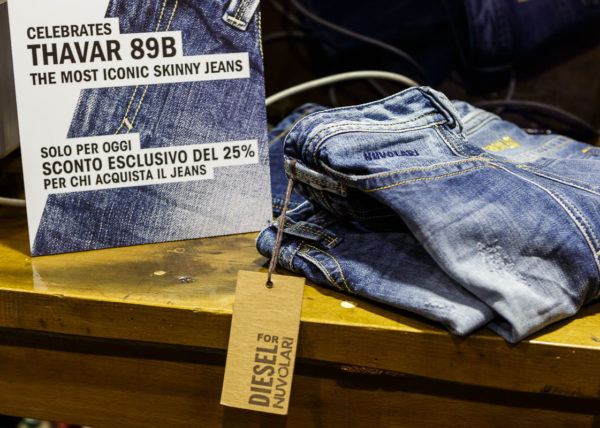 CELEBRATES
THAVAR 89B
THE MOST ICONIC SKINNY JEANS
SOLO PER OGGI
SCONTO ESCLUSIVO DEL 25%
PER CHI ACQUISTA IL JEANS
NUVOLARI
FOR
DIESEL
NUVOLARI